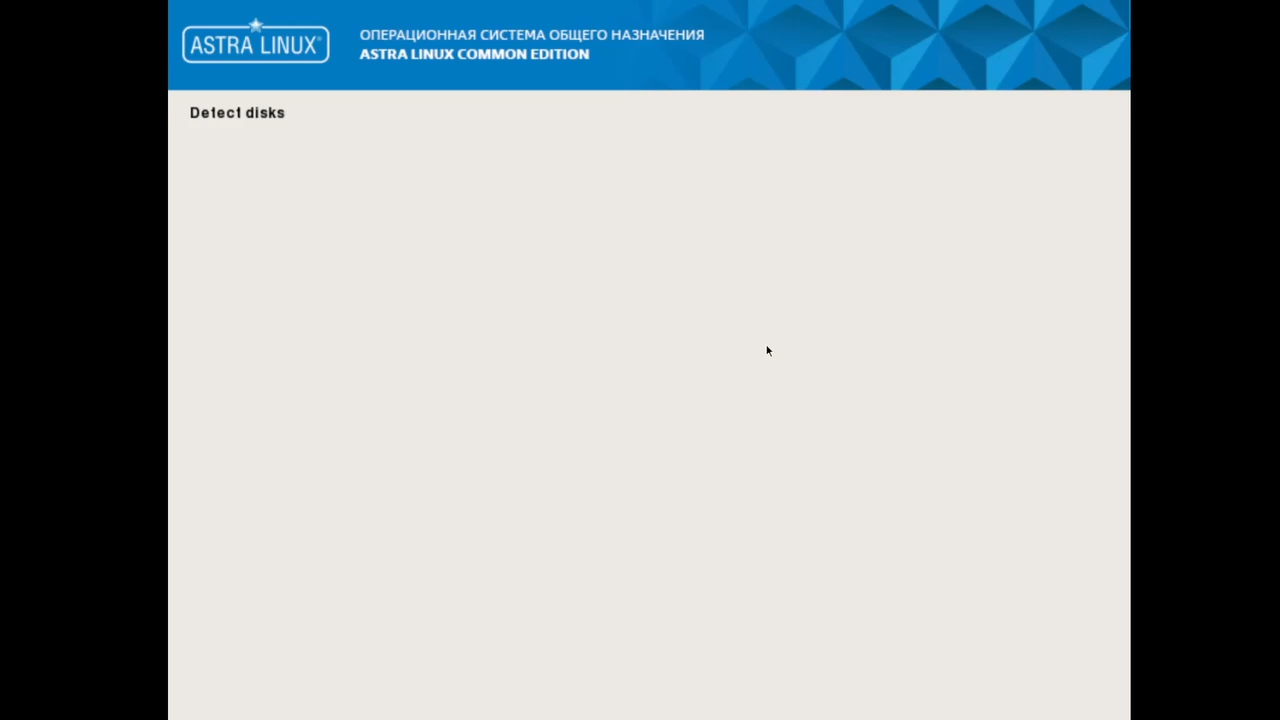 ASTRA LINUX®
ОПЕРАЦИОННАЯ СИСТЕМА ОБЩЕГО НАЗНАЧЕНИЯ
ASTRA LINUX COMMON EDITION
Detect disks